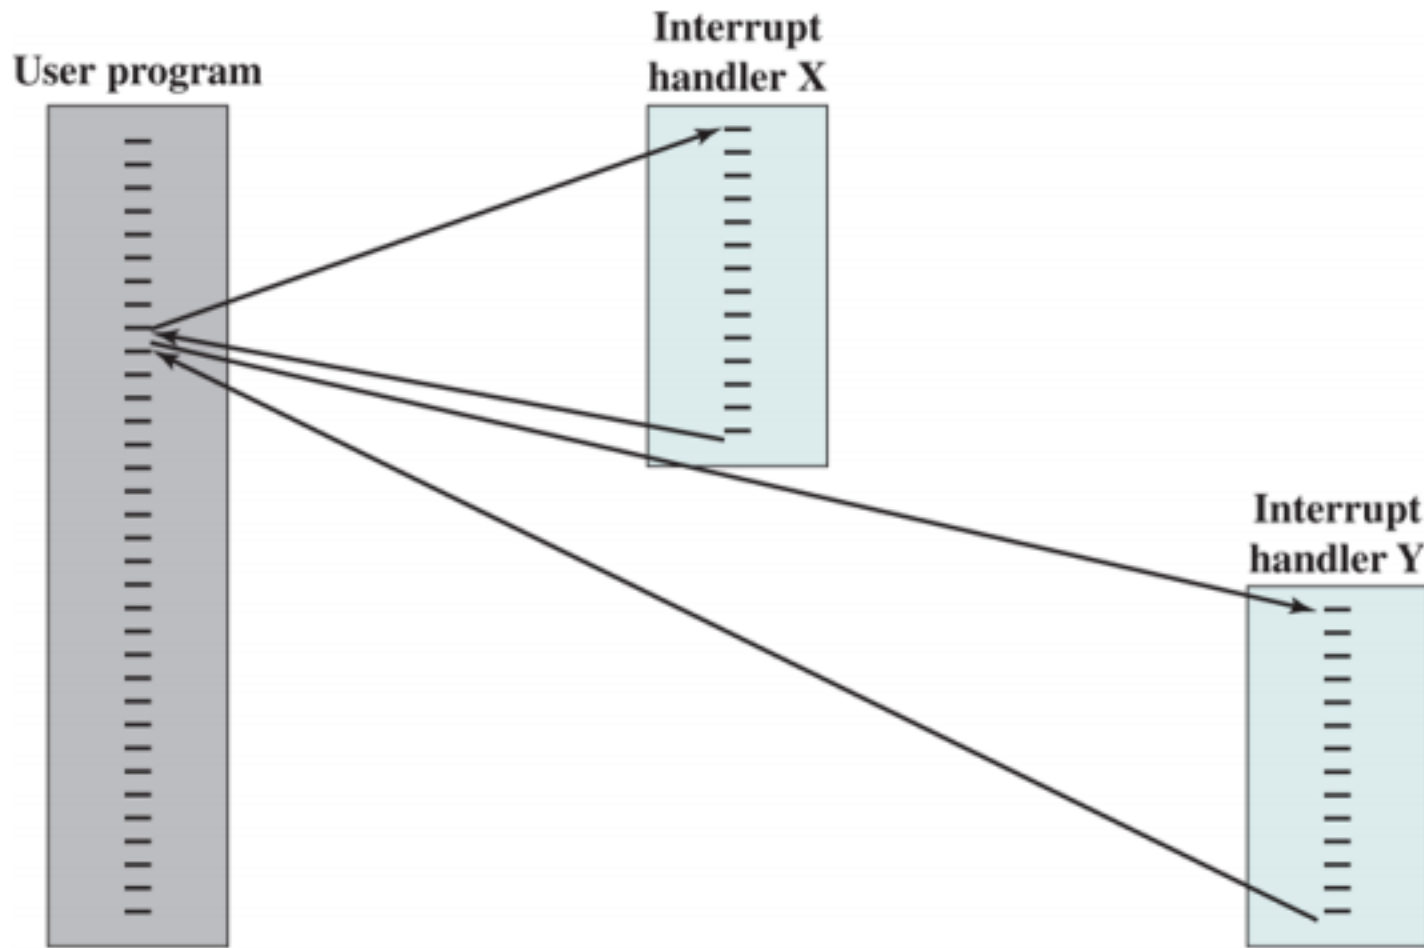 User program
Interrupt
handler X
Interrupt
handler Y